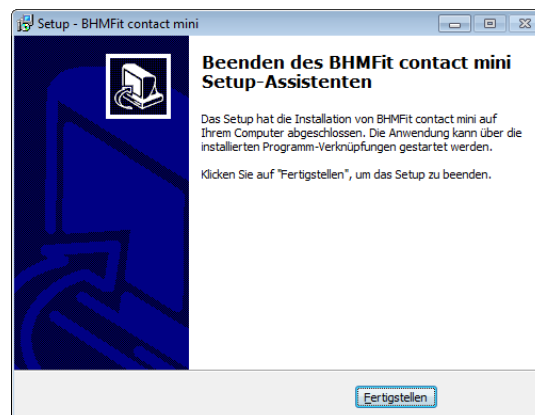 Setup - BHMFit contact mini
Beenden des BHMFit contact mini
Setup-Assistenten
Das Setup hat die Installation von BHMFit contact mini auf
Ihrem Computer abgeschlossen. Die Anwendung kann über die
installierten Programm-Verknüpfungen gestartet werden.
Klicken Sie auf "Fertigstellen", um das Setup zu beenden.
Fertigstellen